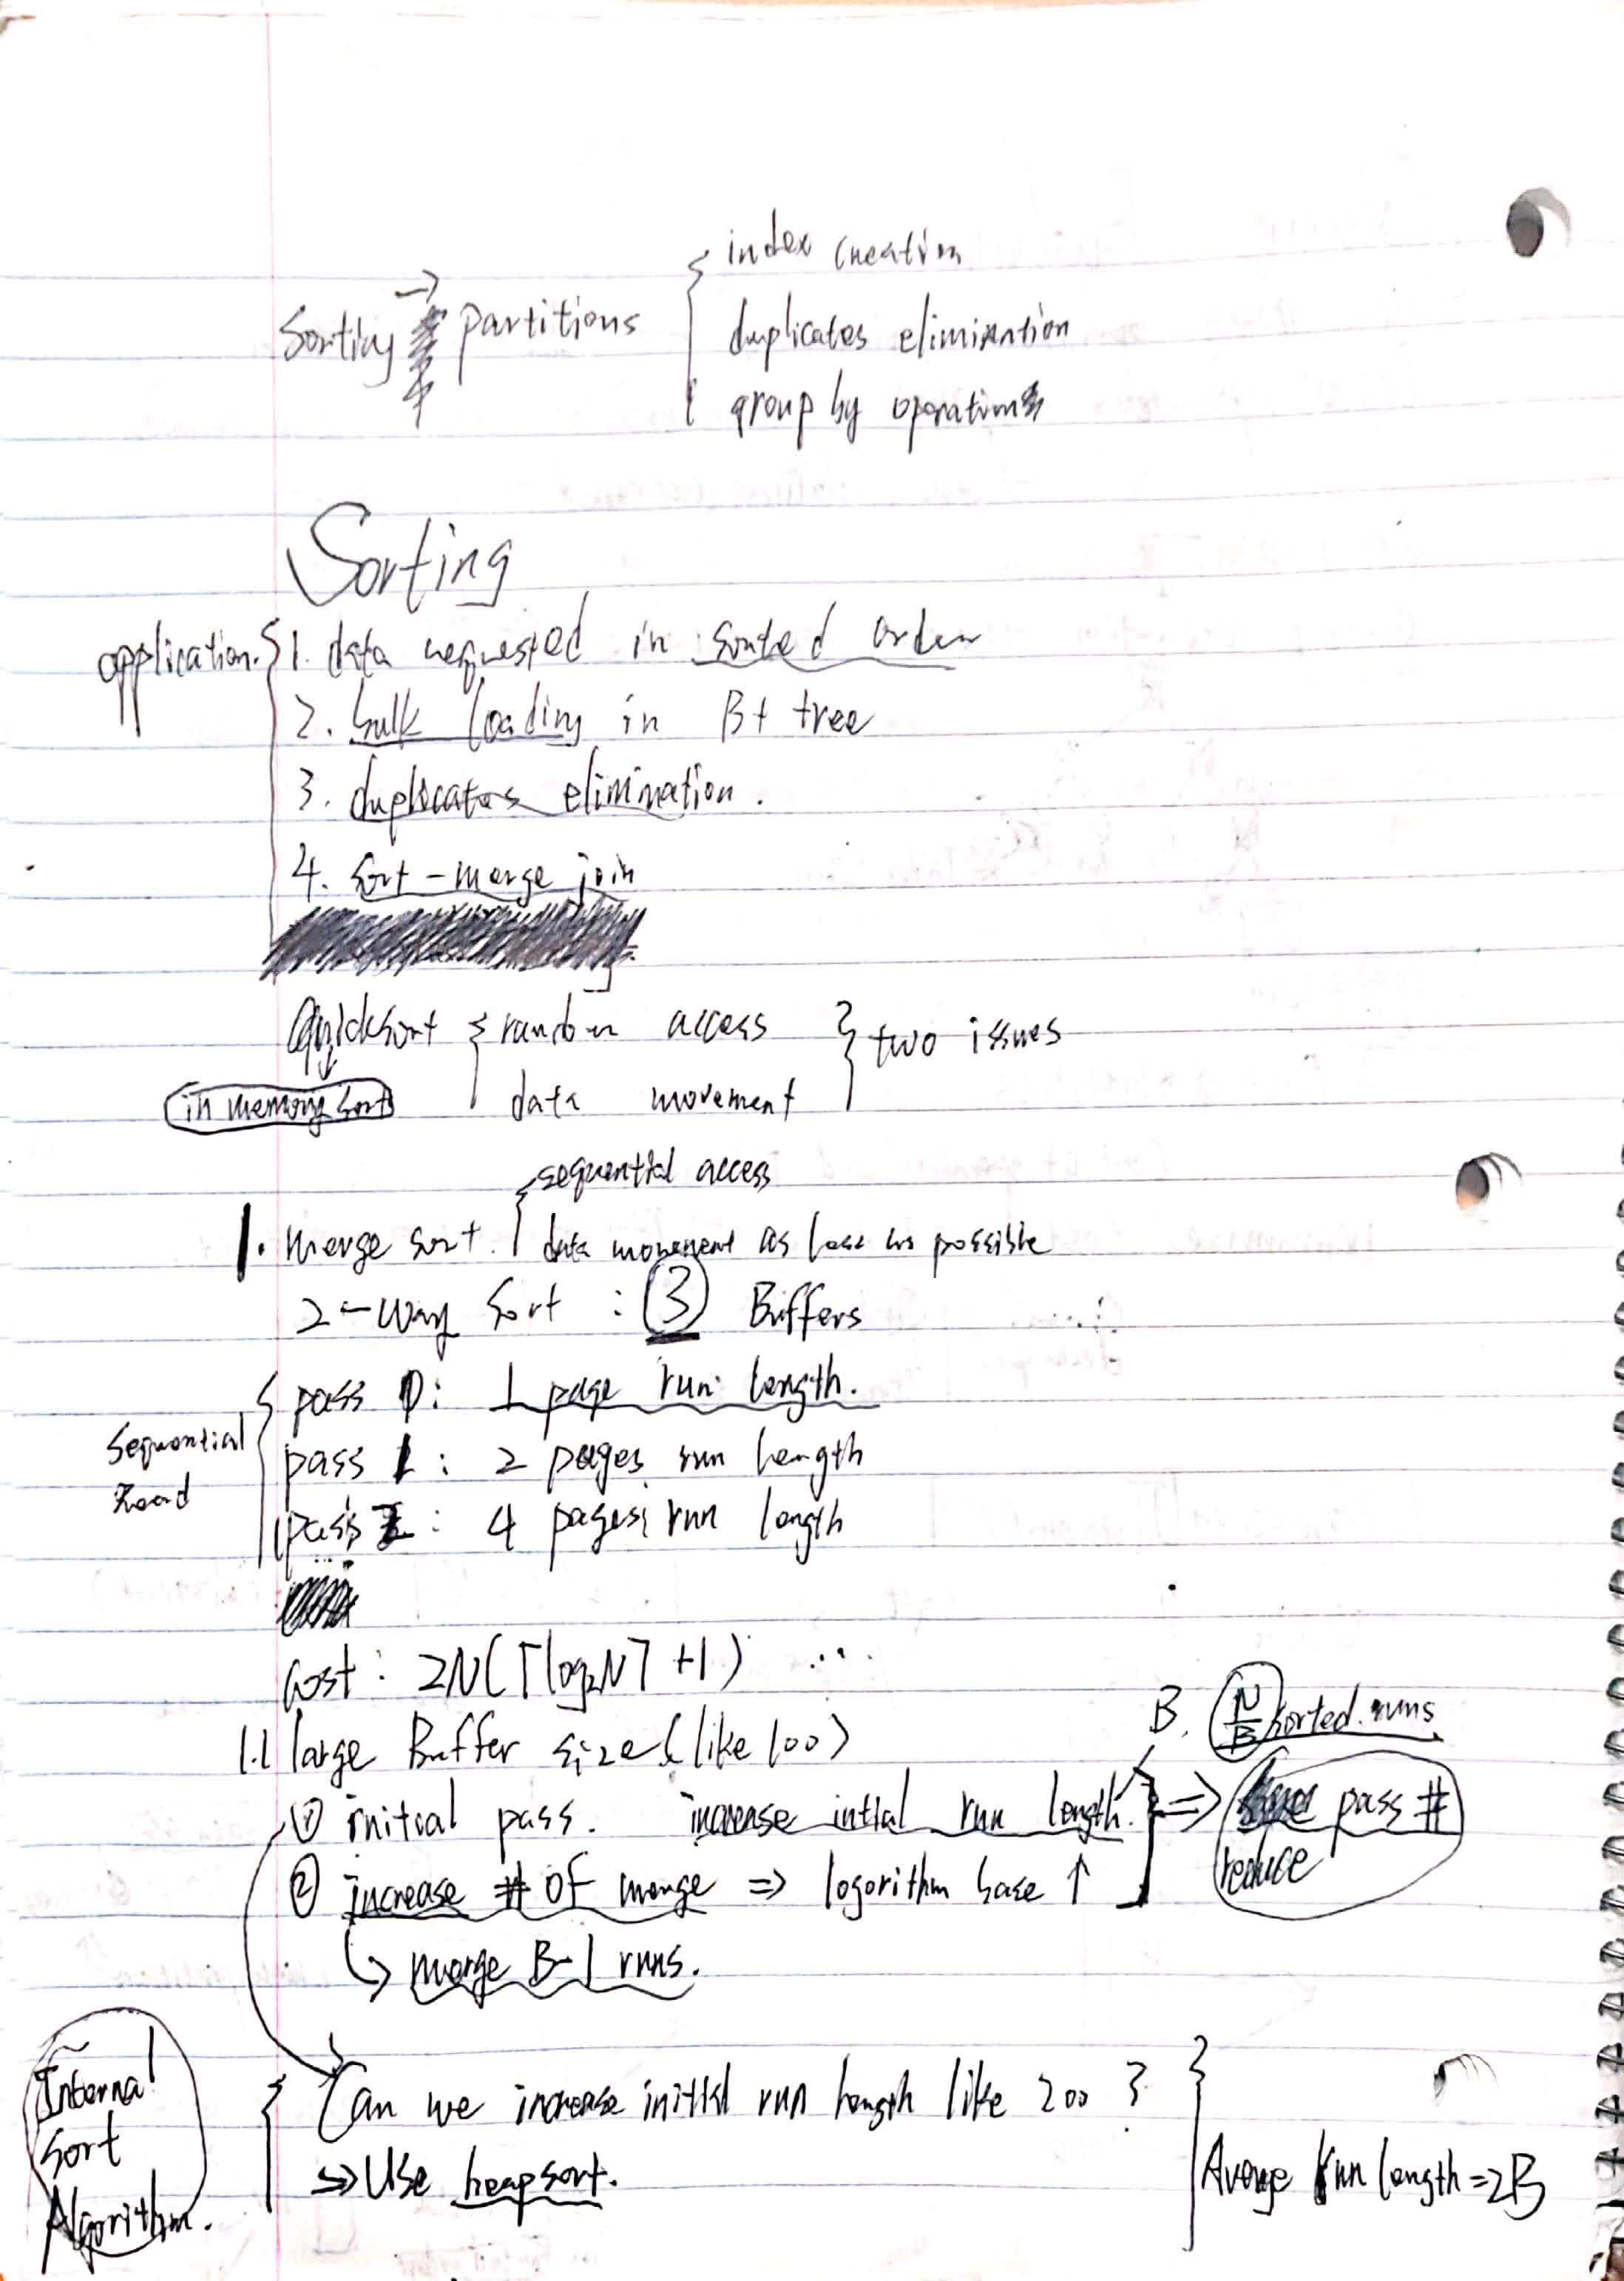 index creation
Sorting → partitions
duplicates elimination
group by operations
Sorting
application. 1. data requested in sorted order
2. bulk loading in B+ tree
3. duplicates elimination.
4. Sort-merge join
Quicksort { random access } two issues
in memory sort
data movement
sequential access
1. merge sort.
data movement as less as possible
2-way Sort : ③ Buffers
pass 0: 1 page run length.
Sequential
Read
pass 1: 2 pages run length
pass 2: 4 pages run length
...
cost: 2N(⌈log₂N⌉ +1) ...
B. N/B sorted runs
1.1 large Buffer size (like 100)
① initial pass. increase intial run length. } => pass #
reduce
② increase # of merge => logorithm base ↑
↳ merge B-1 runs.
Internal
Sort
Algorithm.
Can we increase initial run length like 200 ?
=> Use heapsort.
Averge run length = 2B